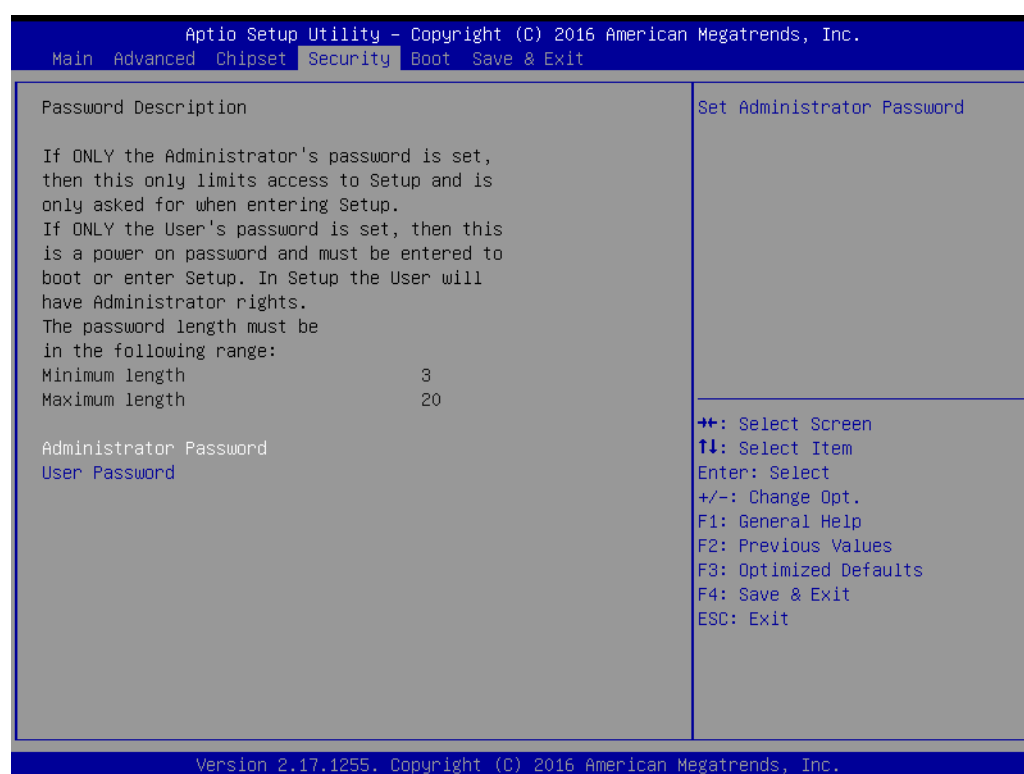 Aptio Setup Utility – Copyright (C) 2016 American Megatrends, Inc.
Main Advanced Chipset Security Boot Save & Exit
Password Description
If ONLY the Administrator's password is set,
then this only limits access to Setup and is
only asked for when entering Setup.
If ONLY the User's password is set, then this
is a power on password and must be entered to
boot or enter Setup. In Setup the User will
have Administrator rights.
The password length must be
in the following range:
Minimum length 3
Maximum length 20
Administrator Password
User Password
Set Administrator Password
→←: Select Screen
↑↓: Select Item
Enter: Select
+/-: Change Opt.
F1: General Help
F2: Previous Values
F3: Optimized Defaults
F4: Save & Exit
ESC: Exit
Version 2.17.1255. Copyright (C) 2016 American Megatrends, Inc.